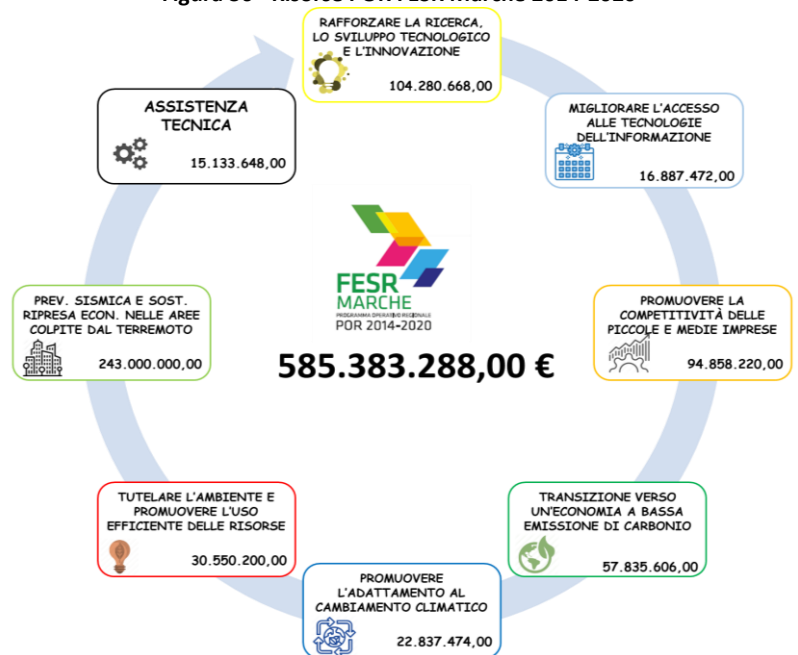 RAFFORZARE LA RICERCA,
LO SVILUPPO TECNOLOGICO
E L'INNOVAZIONE
104.280.668,00
MIGLIORARE L'ACCESSO
ALLE TECNOLOGIE
DELL'INFORMAZIONE
16.887.472,00
PROMUOVERE LA
COMPETITIVITÀ DELLE
PICCOLE E MEDIE IMPRESE
94.858.220,00
TRANSIZIONE VERSO
UN'ECONOMIA A BASSA
EMISSIONE DI CARBONIO
57.835.606,00
PROMUOVERE
L'ADATTAMENTO AL
CAMBIAMENTO CLIMATICO
22.837.474,00
TUTELARE L'AMBIENTE E
PROMUOVERE L'USO
EFFICIENTE DELLE RISORSE
30.550.200,00
PREV. SISMICA E SOST.
RIPRESA ECON. NELLE AREE
COLPITE DAL TERREMOTO
243.000.000,00
ASSISTENZA
TECNICA
15.133.648,00
FESR
MARCHE
PROGRAMMA OPERATIVO REGIONALE
POR 2014-2020
585.383.288,00 €